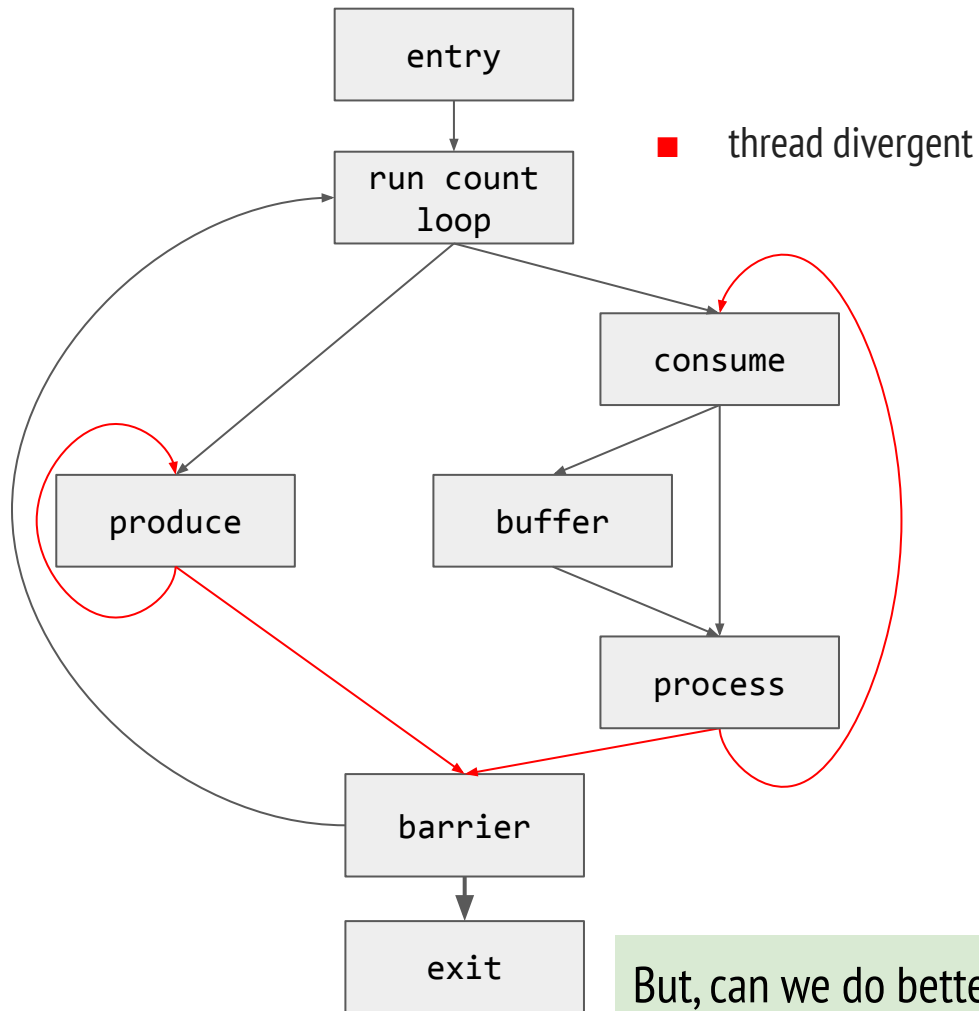 entry
thread divergent
run count
loop
consume
produce
buffer
process
barrier
exit
But, can we do bette